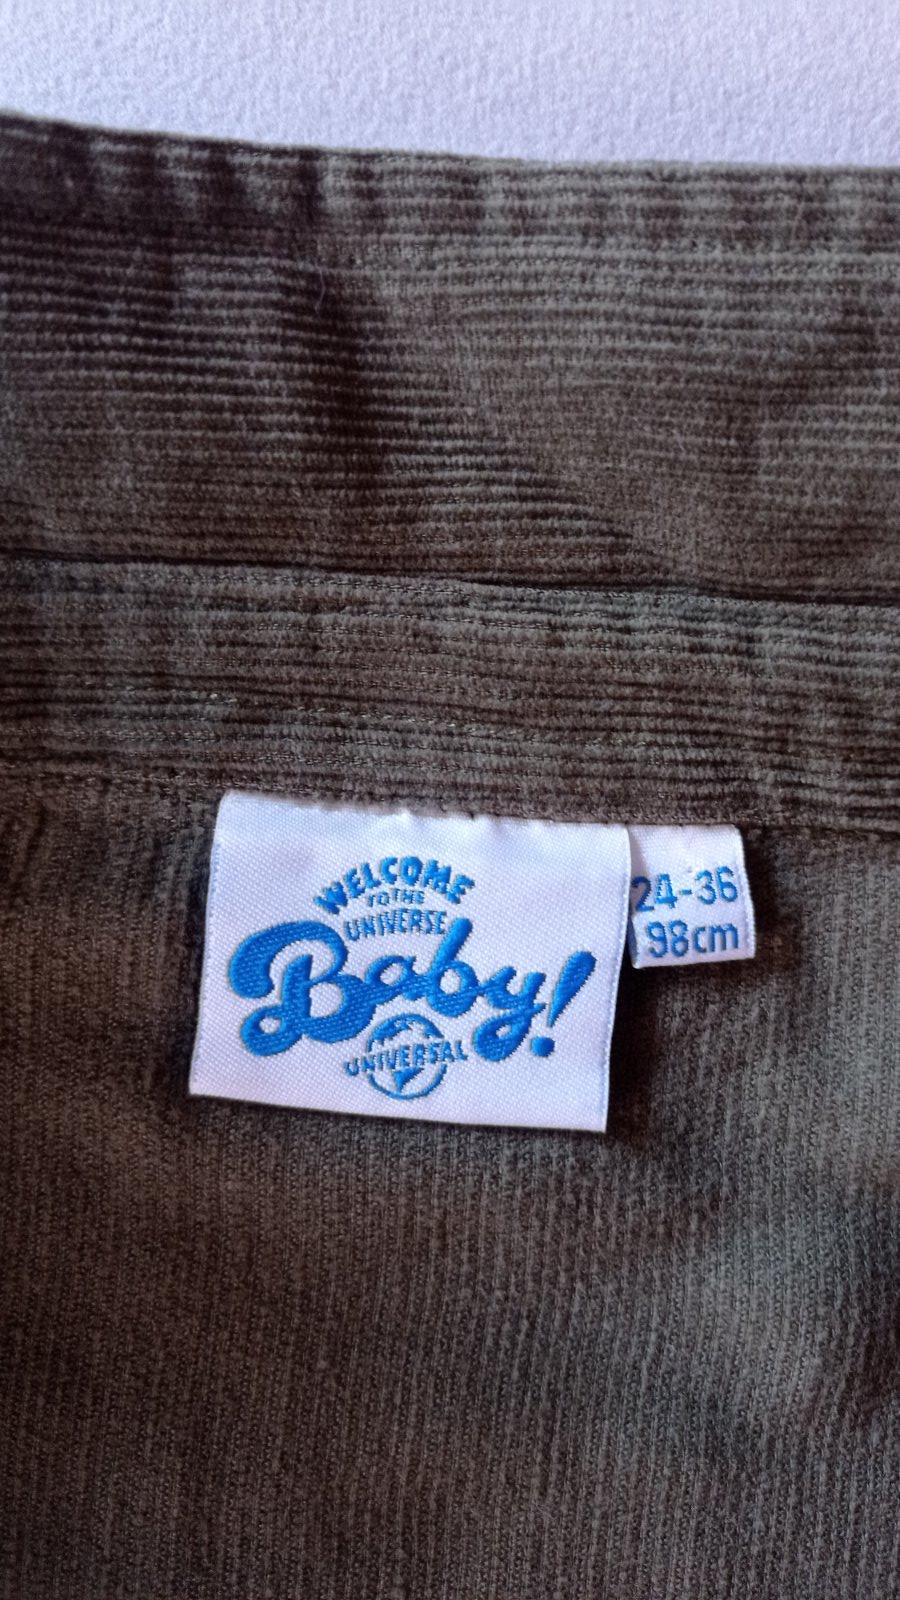 WELCOME
TO THE
UNIVERSE
Baby!
UNIVERSAL
24-36
98cm